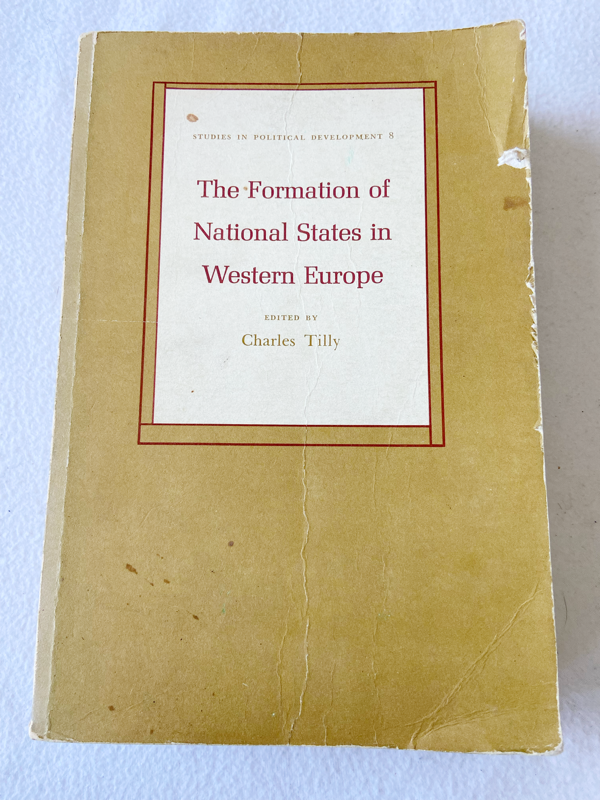 STUDIES IN POLITICAL DEVELOPMENT 8
The Formation of
National States in
Western Europe
EDITED BY
Charles Tilly